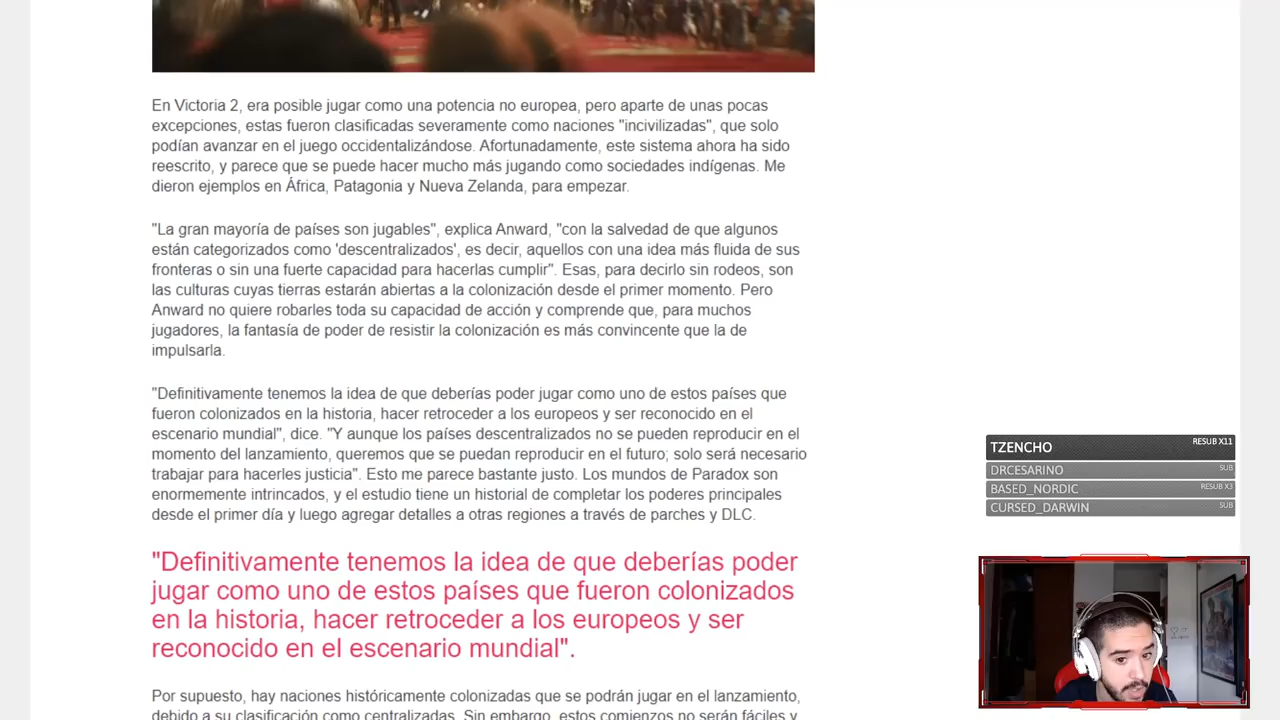 En Victoria 2, era posible jugar como una potencia no europea, pero aparte de unas pocas
excepciones, estas fueron clasificadas severamente como naciones "incivilizadas", que solo
podían avanzar en el juego occidentalizándose. Afortunadamente, este sistema ahora ha sido
reescrito, y parece que se puede hacer mucho más jugando como sociedades indígenas. Me
dieron ejemplos en África, Patagonia y Nueva Zelanda, para empezar.
"La gran mayoría de países son jugables", explica Anward, "con la salvedad de que algunos
están categorizados como 'descentralizados', es decir, aquellos con una idea más fluida de sus
fronteras o sin una fuerte capacidad para hacerlas cumplir". Esas, para decirlo sin rodeos, son
las culturas cuyas tierras estarán abiertas a la colonización desde el primer momento. Pero
Anward no quiere robarles toda su capacidad de acción y comprende que, para muchos
jugadores, la fantasía de poder de resistir la colonización es más convincente que la de
impulsarla.
"Definitivamente tenemos la idea de que deberías poder jugar como uno de estos países que
fueron colonizados en la historia, hacer retroceder a los europeos y ser reconocido en el
escenario mundial", dice. "Y aunque los países descentralizados no se pueden reproducir en el
momento del lanzamiento, queremos que se puedan reproducir en el futuro; solo será necesario
trabajar para hacerles justicia". Esto me parece bastante justo. Los mundos de Paradox son
enormemente intrincados, y el estudio tiene un historial de completar los poderes principales
desde el primer día y luego agregar detalles a otras regiones a través de parches y DLC.
"Definitivamente tenemos la idea de que deberías poder
jugar como uno de estos países que fueron colonizados
en la historia, hacer retroceder a los europeos y ser
reconocido en el escenario mundial".
Por supuesto, hay naciones históricamente colonizadas que se podrán jugar en el lanzamiento,
debido a su clasificación como centralizadas. Sin embargo, estos comienzos no serán fáciles y
TZENCHO RESUB X11
DRCESARINO SUB
BASED_NORDIC RESUB X3
CURSED_DARWIN SUB